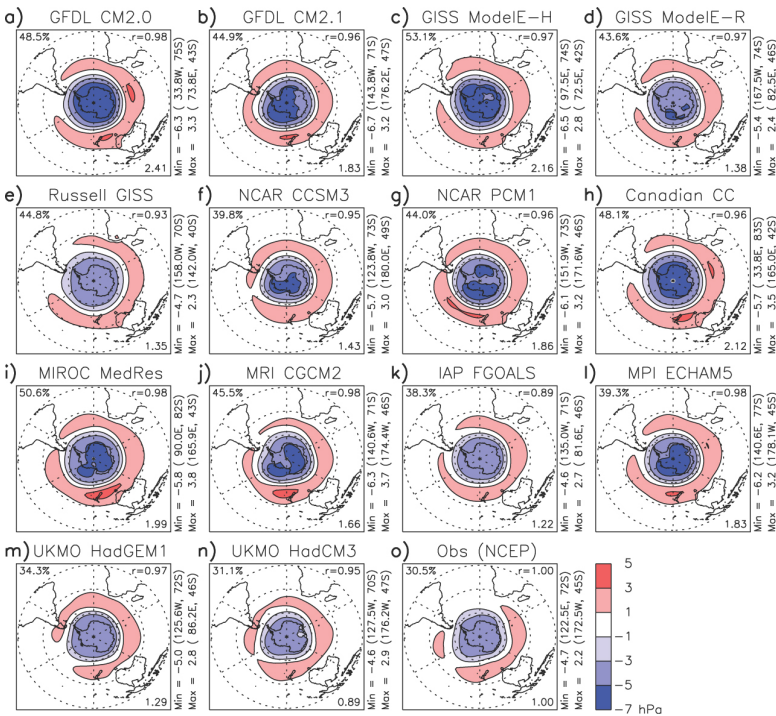 a) GFDL CM2.0
48.5% r=0.98
2.41
Min = −6.3 ( 33.8W, 75S)
Max = 3.3 ( 73.8E, 43S)
b) GFDL CM2.1
44.9% r=0.96
1.83
Min = −6.7 (143.8W, 71S)
Max = 3.2 (176.2E, 47S)
c) GISS ModelE−H
53.1% r=0.97
2.16
Min = −6.5 ( 97.5E, 74S)
Max = 2.8 ( 72.5E, 42S)
d) GISS ModelE−R
43.6% r=0.97
1.38
Min = −5.4 (167.5W, 74S)
Max = 2.4 ( 82.5E, 46S)
e) Russell GISS
44.8% r=0.93
1.35
Min = −4.7 (158.0W, 70S)
Max = 2.3 (142.0W, 40S)
f) NCAR CCSM3
39.8% r=0.95
1.43
Min = −5.7 (123.8W, 73S)
Max = 3.0 (180.0E, 49S)
g) NCAR PCM1
44.0% r=0.96
1.86
Min = −6.1 (151.9W, 73S)
Max = 3.2 (171.6W, 46S)
h) Canadian CC
48.1% r=0.96
2.12
Min = −5.7 ( 33.8E, 83S)
Max = 3.5 (165.0E, 42S)
i) MIROC MedRes
50.6% r=0.98
1.99
Min = −5.8 ( 90.0E, 82S)
Max = 3.8 (165.9E, 43S)
j) MRI CGCM2
45.5% r=0.98
1.66
Min = −6.3 (140.6W, 71S)
Max = 3.7 (174.4W, 46S)
k) IAP FGOALS
38.3% r=0.89
1.22
Min = −4.6 (135.0W, 71S)
Max = 2.7 ( 81.6E, 46S)
l) MPI ECHAM5
39.3% r=0.98
1.83
Min = −6.2 (140.6E, 77S)
Max = 3.2 (178.1W, 45S)
m) UKMO HadGEM1
34.3% r=0.97
1.29
Min = −5.0 (125.6W, 72S)
Max = 2.8 ( 86.2E, 46S)
n) UKMO HadCM3
31.1% r=0.95
0.89
Min = −4.6 (127.5W, 70S)
Max = 2.9 (176.2W, 47S)
o) Obs (NCEP)
30.5% r=1.00
1.00
Min = −4.7 (122.5E, 72S)
Max = 2.2 (172.5W, 45S)
5
3
1
−1
−3
−5
−7 hPa